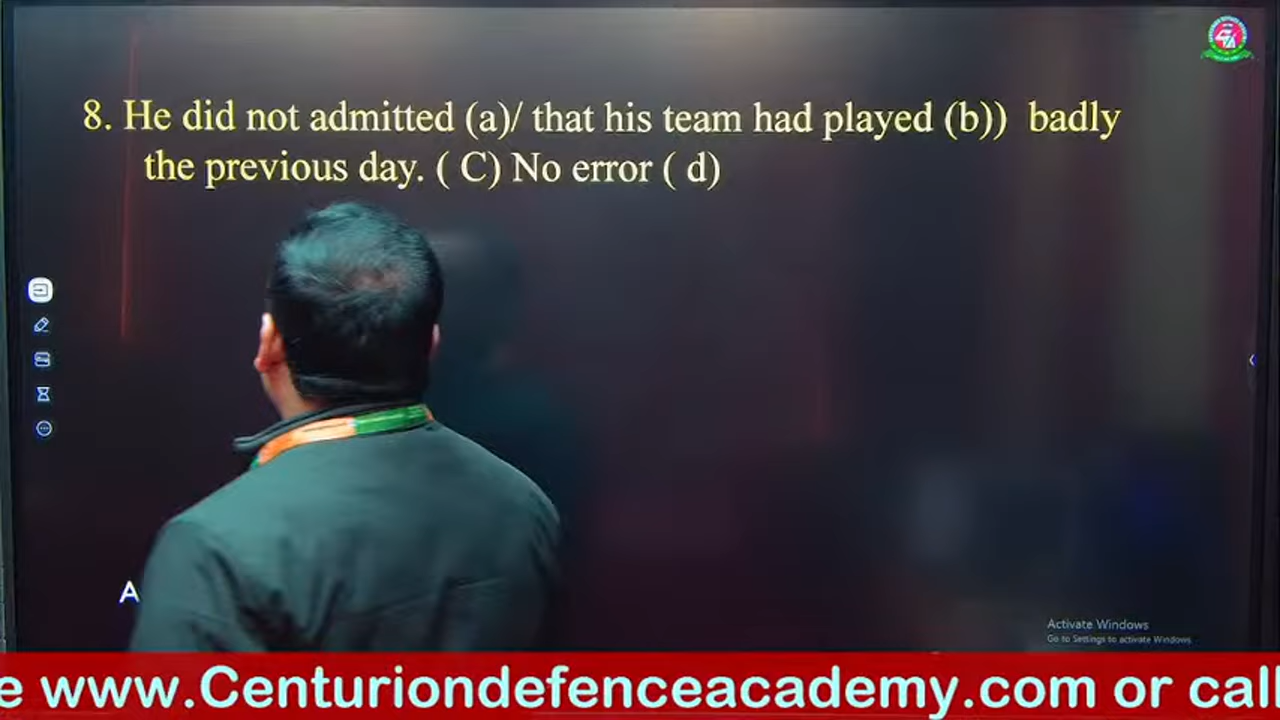 8. He did not admitted (a)/ that his team had played (b)) badly
the previous day. ( C) No error ( d)
A
Activate Windows
Go to Settings to activate Windows.
e www.Centuriondefenceacademy.com or call